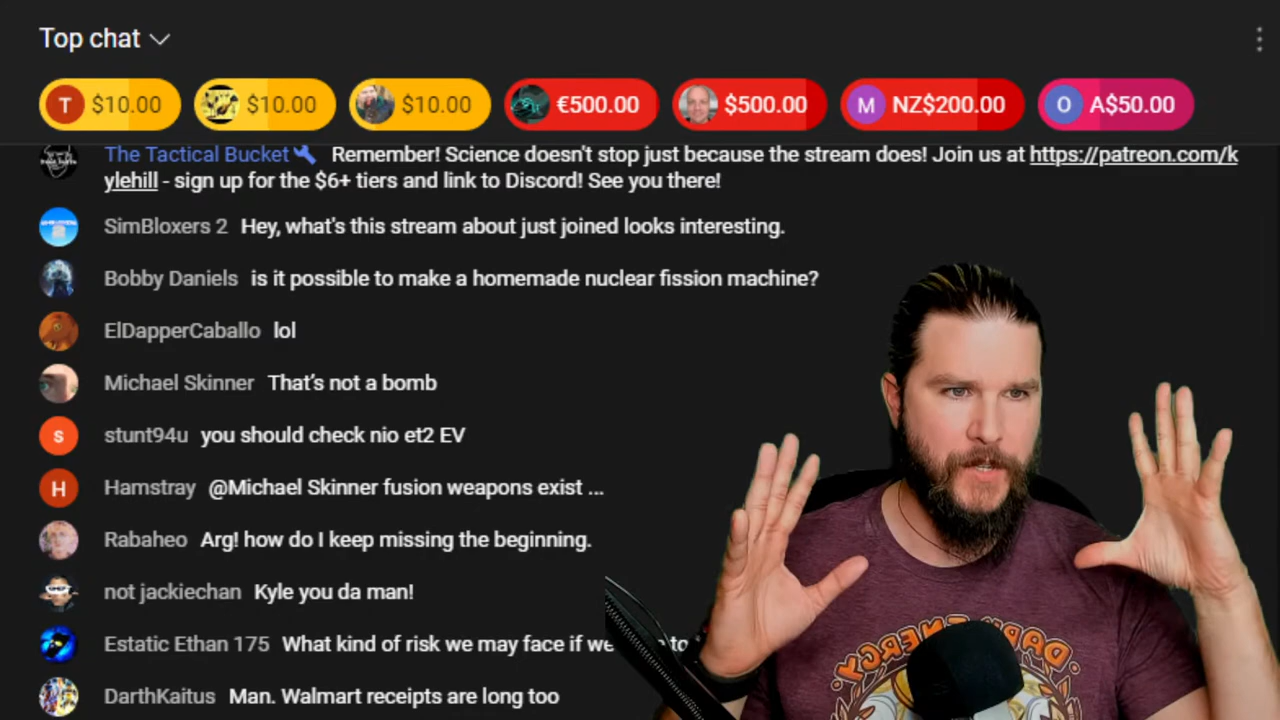 Top chat
T $10.00 $10.00 $10.00 €500.00 $500.00 M NZ$200.00 O A$50.00
The Tactical Bucket Remember! Science doesn't stop just because the stream does! Join us at https://patreon.com/k
ylehill - sign up for the $6+ tiers and link to Discord! See you there!
SimBloxers 2 Hey, what's this stream about just joined looks interesting.
Bobby Daniels is it possible to make a homemade nuclear fission machine?
ElDapperCaballo lol
Michael Skinner That's not a bomb
s stunt94u you should check nio et2 EV
H Hamstray @Michael Skinner fusion weapons exist ...
Rabaheo Arg! how do I keep missing the beginning.
not jackiechan Kyle you da man!
Estatic Ethan 175 What kind of risk we may face if we to
DarthKaitus Man. Walmart receipts are long too
DARK ENERGY